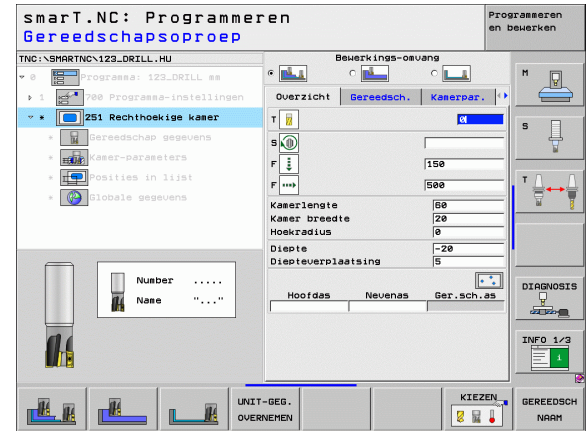 smarT.NC: Programmeren
Gereedschapsoproep
Programmeren
en bewerken
TNC:\SMARTNC\123_DRILL.HU
0 Programma: 123_DRILL mm
1 700 Programma-instellingen
* 251 Rechthoekige kamer
* Gereedschap gegevens
* Kamer-parameters
* Posities in lijst
* Globale gegevens
Number .....
Name "..."
Bewerkings-omvang
Overzicht Gereedsch. Kamerpar.
T 0
S
F 150
F 500
Kamerlengte 60
Kamer breedte 20
Hoekradius 0
Diepte -20
Diepteverplaatsing 5
Hoofdas Nevenas Ger.sch.as
M
S
T
DIAGNOSIS
INFO 1/3
i
UNIT-GEG.
OVERNEMEN
KIEZEN
GEREEDSCH
NAAM